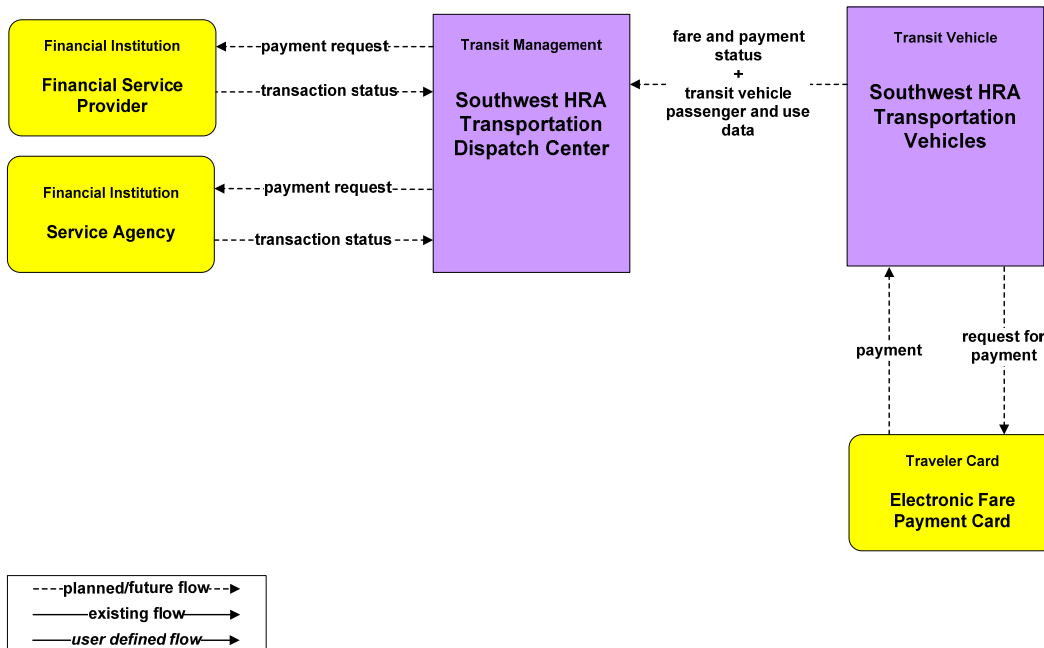 Financial Institution
Financial Service
Provider
payment request
transaction status
Financial Institution
Service Agency
payment request
transaction status
Transit Management
Southwest HRA
Transportation
Dispatch Center
fare and payment
status
+
transit vehicle
passenger and use
data
Transit Vehicle
Southwest HRA
Transportation
Vehicles
payment
request for
payment
Traveler Card
Electronic Fare
Payment Card
planned/future flow
existing flow
user defined flow